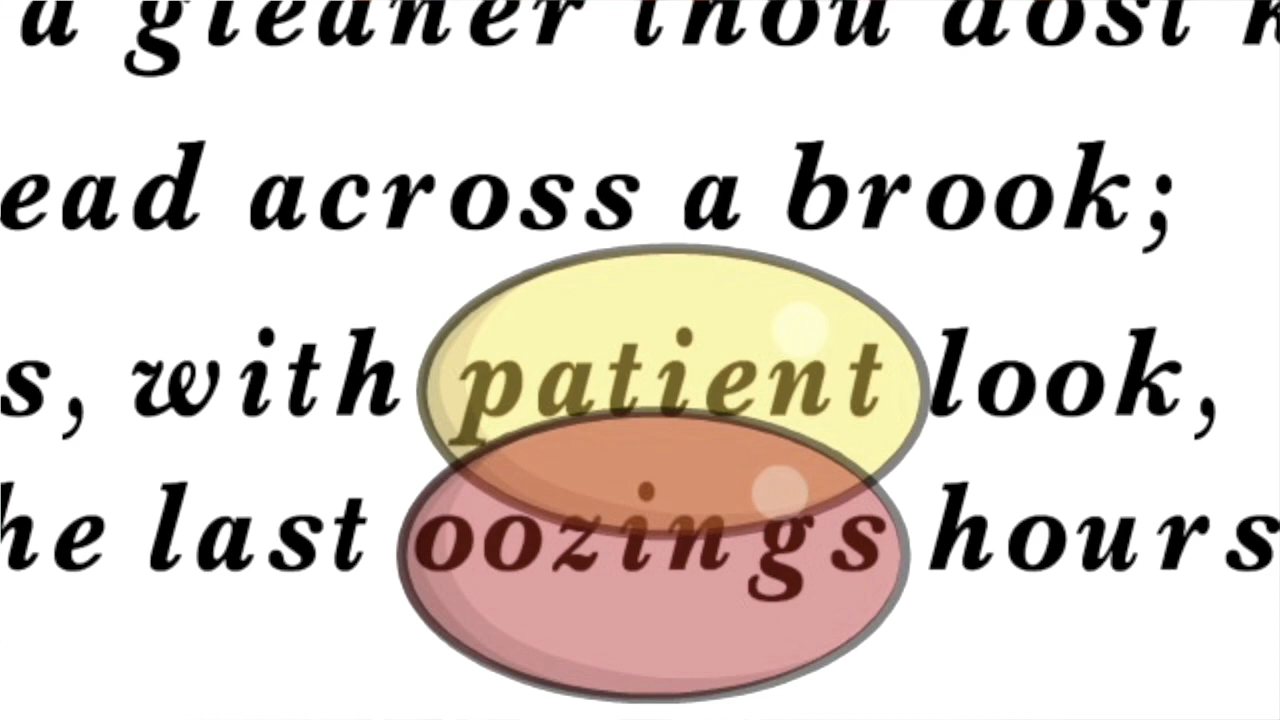 a gleaner thou dost k
ead across a brook;
s, with patient look,
he last oozings hours